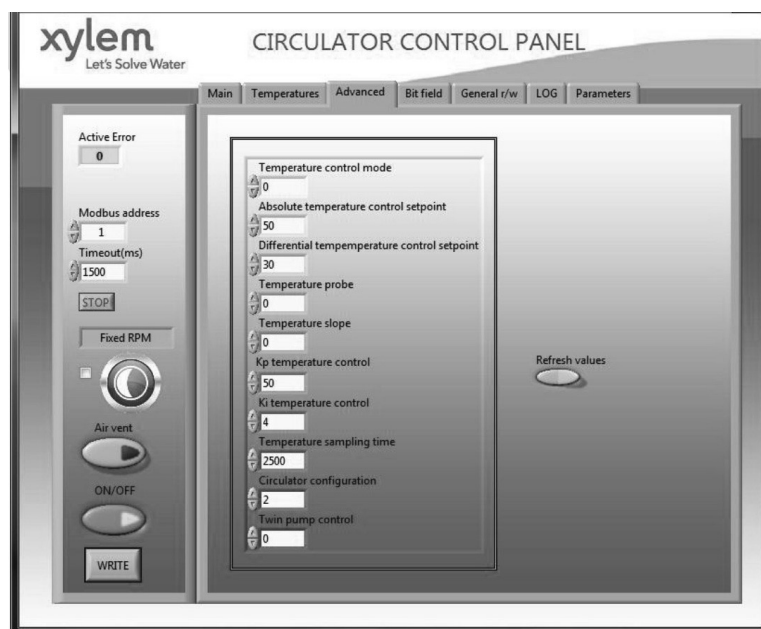 xylem
Let's Solve Water
CIRCULATOR CONTROL PANEL
Main Temperatures Advanced Bit field General r/w LOG Parameters
Active Error
0
Modbus address
1
Timeout(ms)
1500
STOP
Fixed RPM
Air vent
ON/OFF
WRITE
Temperature control mode
0
Absolute temperature control setpoint
50
Differential tempemperature control setpoint
30
Temperature probe
0
Temperature slope
0
Kp temperature control
50
Ki temperature control
4
Temperature sampling time
2500
Circulator configuration
2
Twin pump control
0
Refresh values